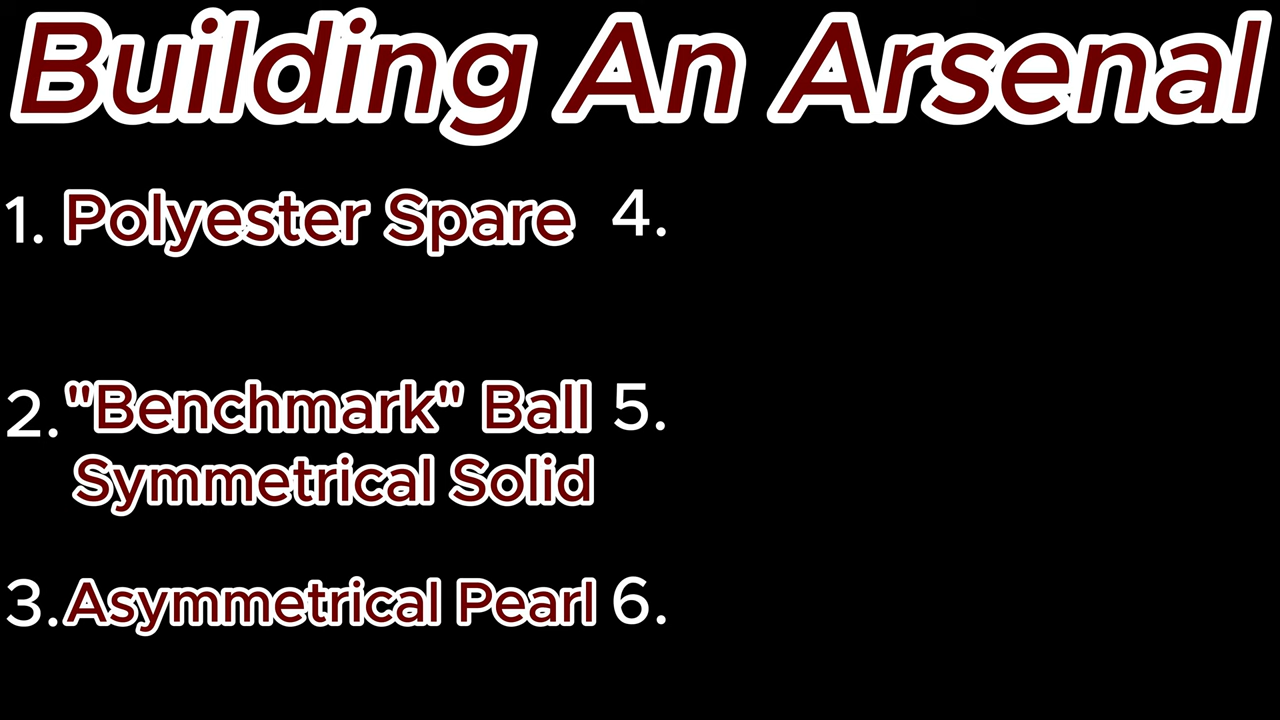 Building An Arsenal
1. Polyester Spare
2. "Benchmark" Ball
Symmetrical Solid
3. Asymmetrical Pearl
4.
5.
6.